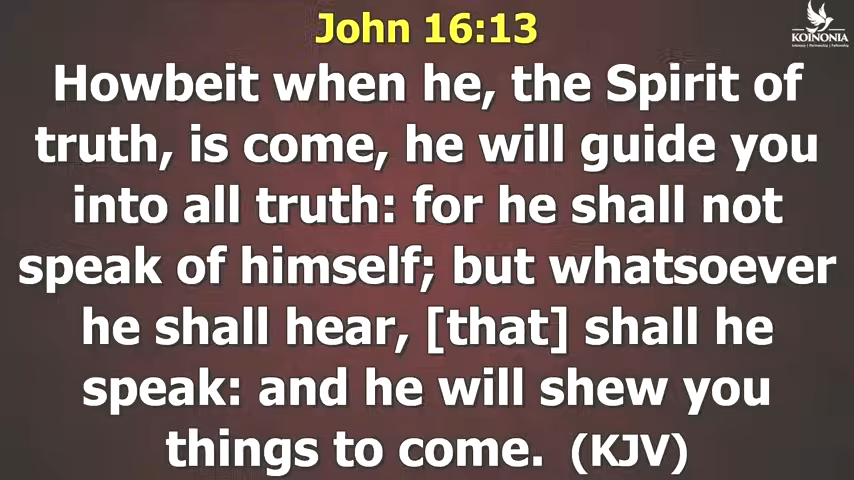 John 16:13
KOINONIA
Howbeit when he, the Spirit of
truth, is come, he will guide you
into all truth: for he shall not
speak of himself; but whatsoever
he shall hear, [that] shall he
speak: and he will shew you
things to come. (KJV)